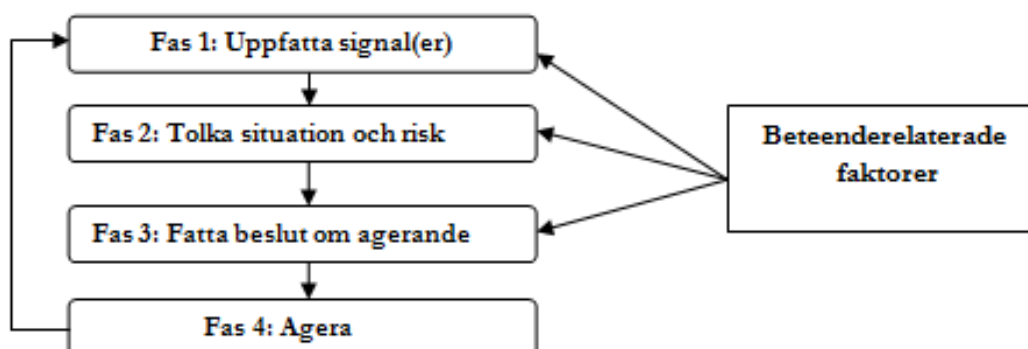 Fas 1: Uppfatta signal(er)
Fas 2: Tolka situation och risk
Fas 3: Fatta beslut om agerande
Fas 4: Agera
Beteenderelaterade
faktorer